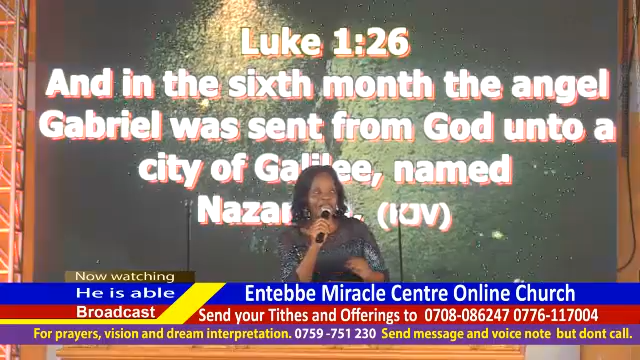 Luke 1:26
And in the sixth month the angel
Gabriel was sent from God unto a
city of Galilee, named
(KJV)
Now watching
He is able
Broadcast
Entebbe Miracle Centre Online Church
Send your Tithes and Offerings to 0708-086247 0776-117004
For prayers, vision and dream interpretation. 0759 -751 230 Send message and voice note but dont call.